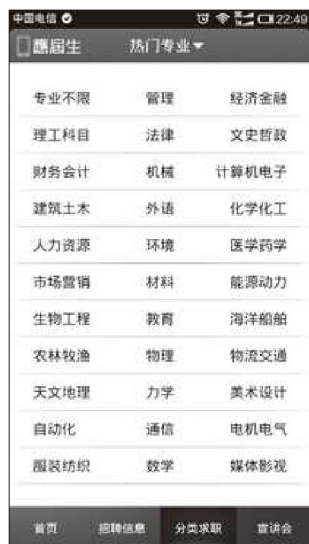 中国电信 22:49
應届生 热门专业
专业不限 管理 经济金融
理工科目 法律 文史哲政
财务会计 机械 计算机电子
建筑土木 外语 化学化工
人力资源 环境 医学药学
市场营销 材料 能源动力
生物工程 教育 海洋船舶
农林牧渔 物理 物流交通
天文地理 力学 美术设计
自动化 通信 电机电气
服装纺织 数学 媒体影视
首页 招聘信息 分类求职 宣讲会